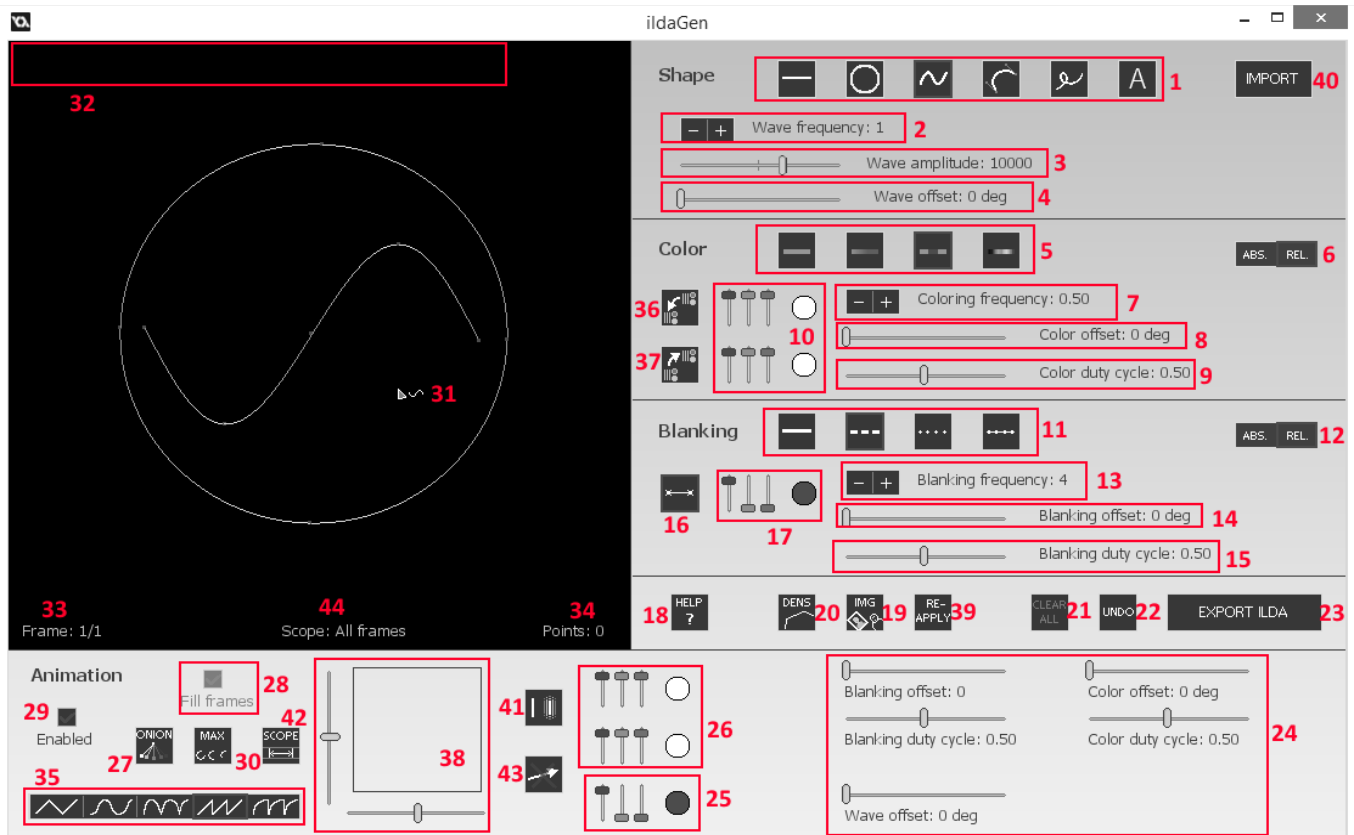 ildaGen
32
Shape
A
1
IMPORT
40
− + Wave frequency: 1
2
Wave amplitude: 10000
3
Wave offset: 0 deg
4
Color
5
ABS. REL.
6
36
10
− + Coloring frequency: 0.50
7
Color offset: 0 deg
8
37
Color duty cycle: 0.50
9
31
Blanking
11
ABS. REL.
12
16
17
− + Blanking frequency: 4
13
Blanking offset: 0 deg
14
Blanking duty cycle: 0.50
15
33
44
34
Frame: 1/1
Scope: All frames
Points: 0
18
HELP
?
DENS
20
IMG
19
RE-
APPLY
39
CLEAR
ALL
21
UNDO
22
EXPORT ILDA
23
Animation
28
Fill frames
29
Enabled
42
27
ONION
MAX
30
SCOPE
35
38
41
26
43
25
Blanking offset: 0
Color offset: 0 deg
Blanking duty cycle: 0.50
Color duty cycle: 0.50
24
Wave offset: 0 deg